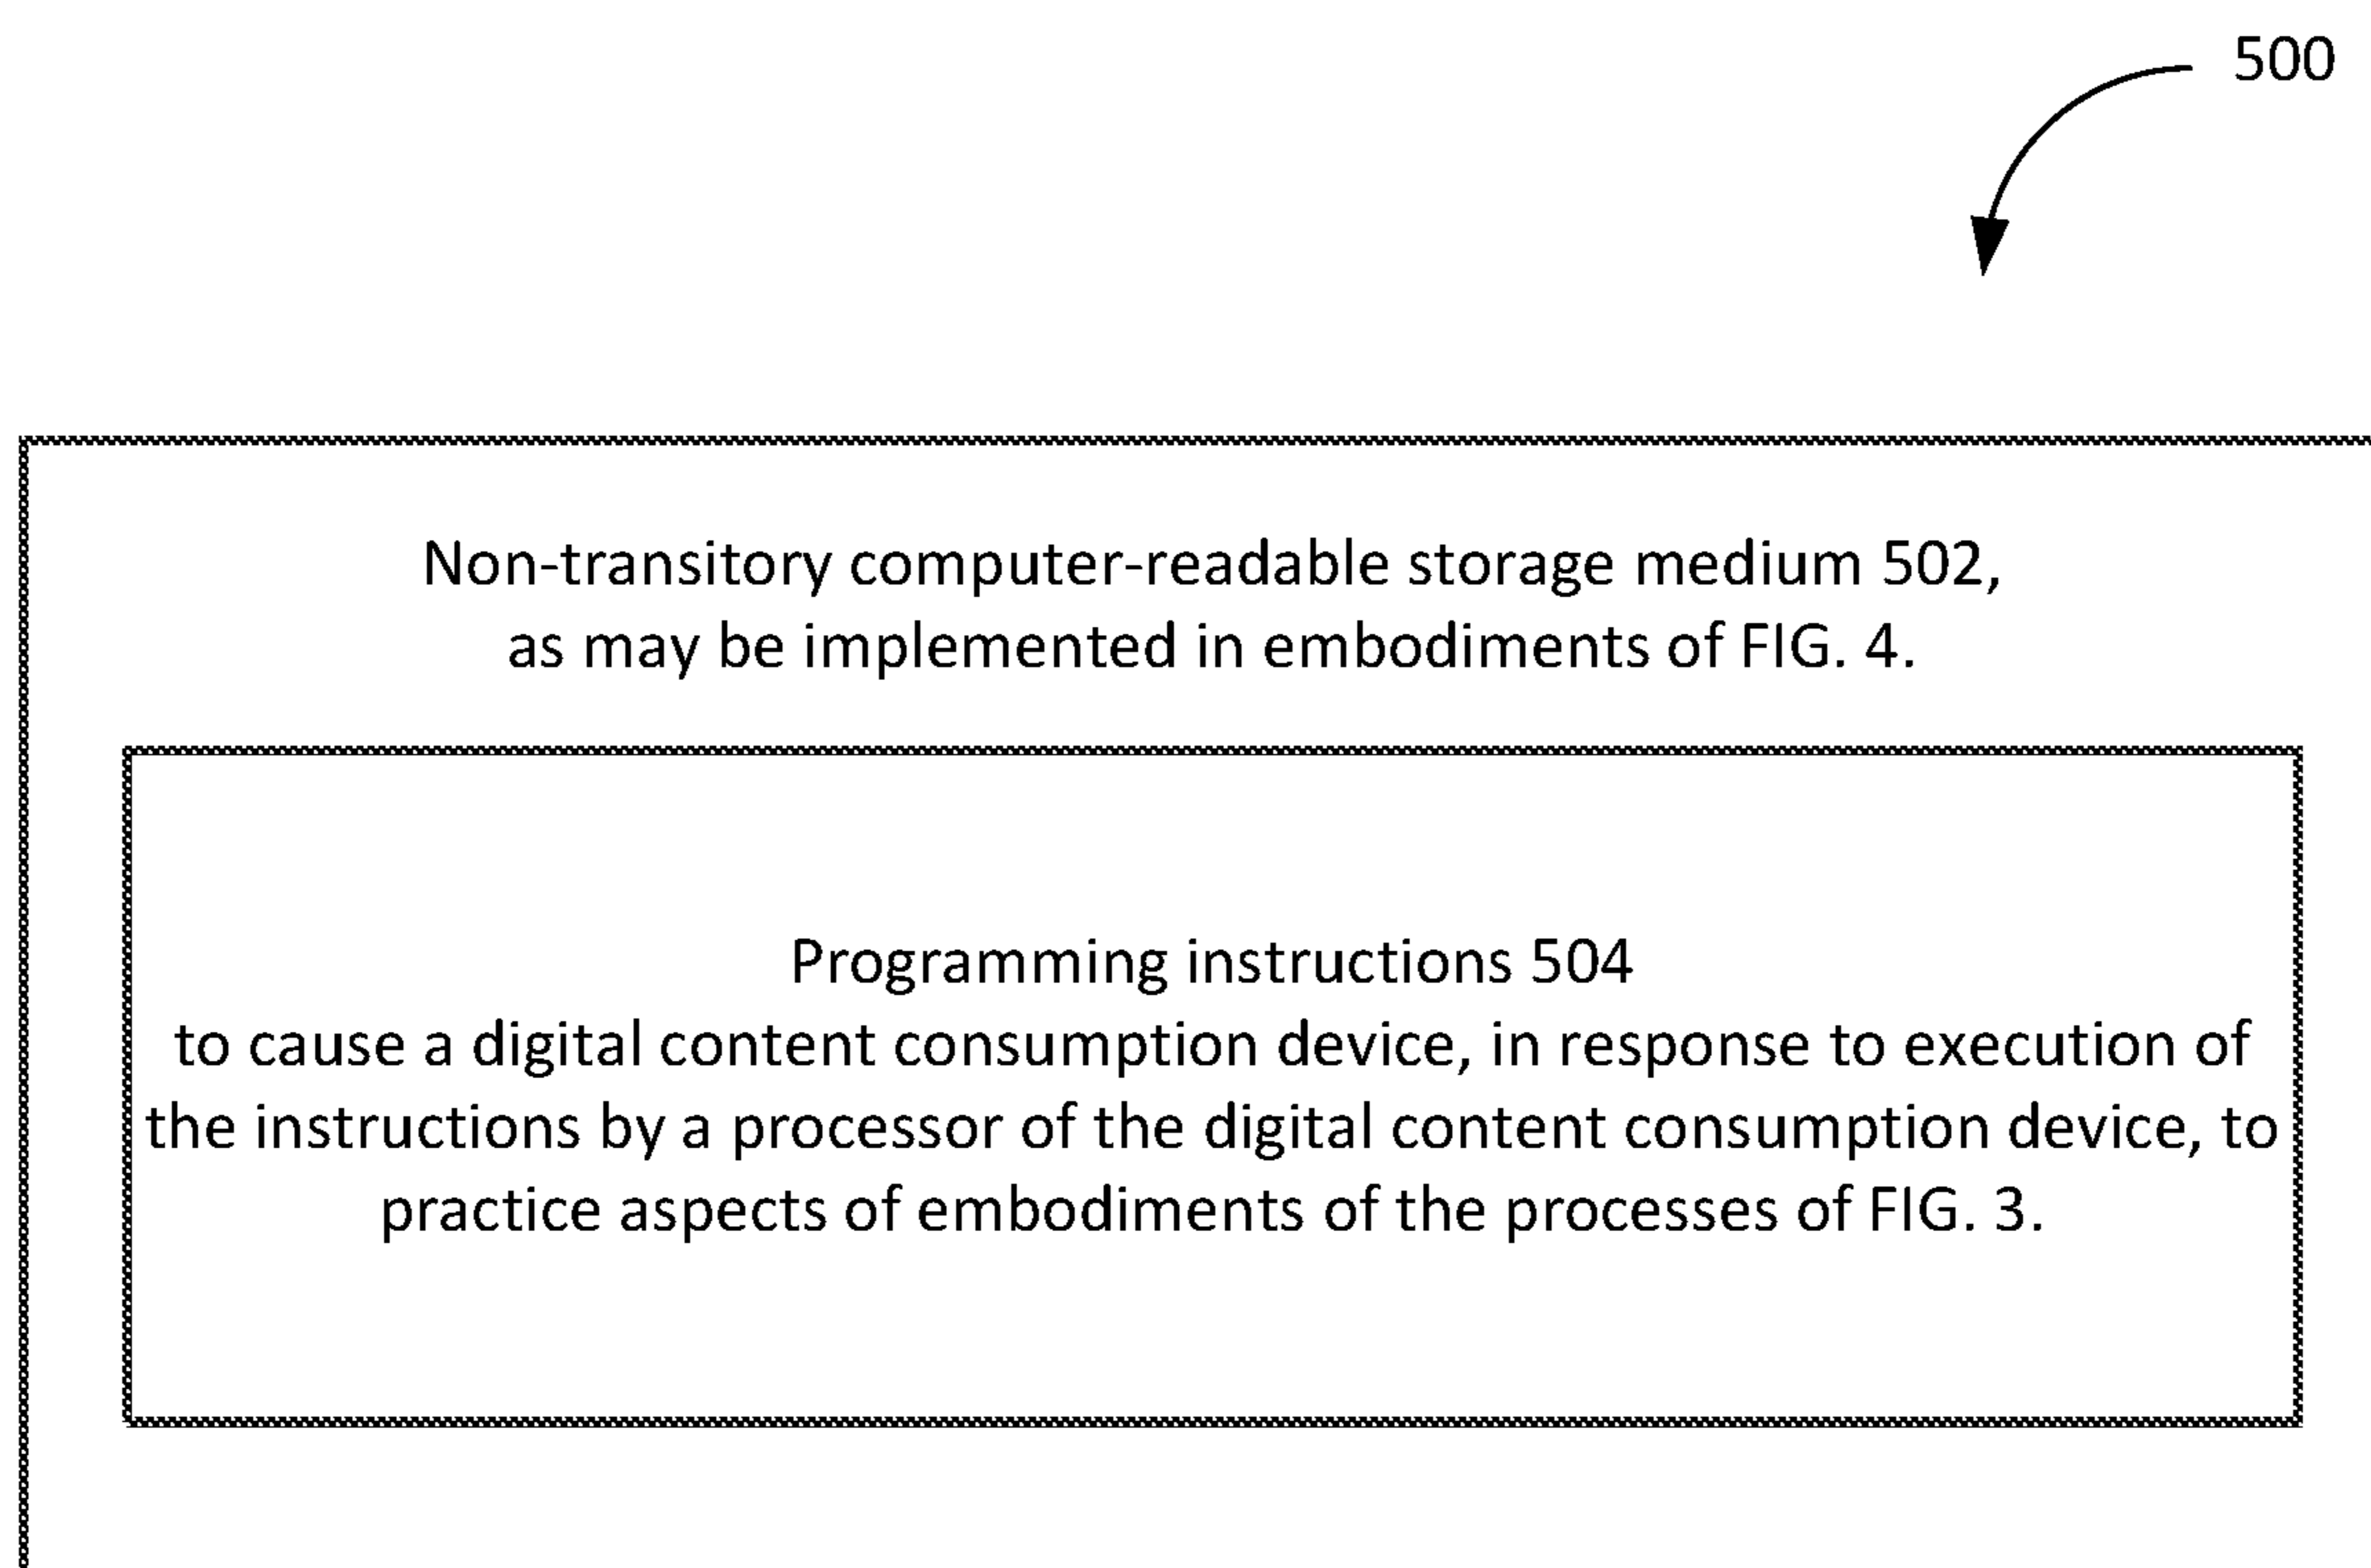 500
Non-transitory computer-readable storage medium 502,
as may be implemented in embodiments of FIG. 4.
Programming instructions 504
to cause a digital content consumption device, in response to execution of
the instructions by a processor of the digital content consumption device, to
practice aspects of embodiments of the processes of FIG. 3.